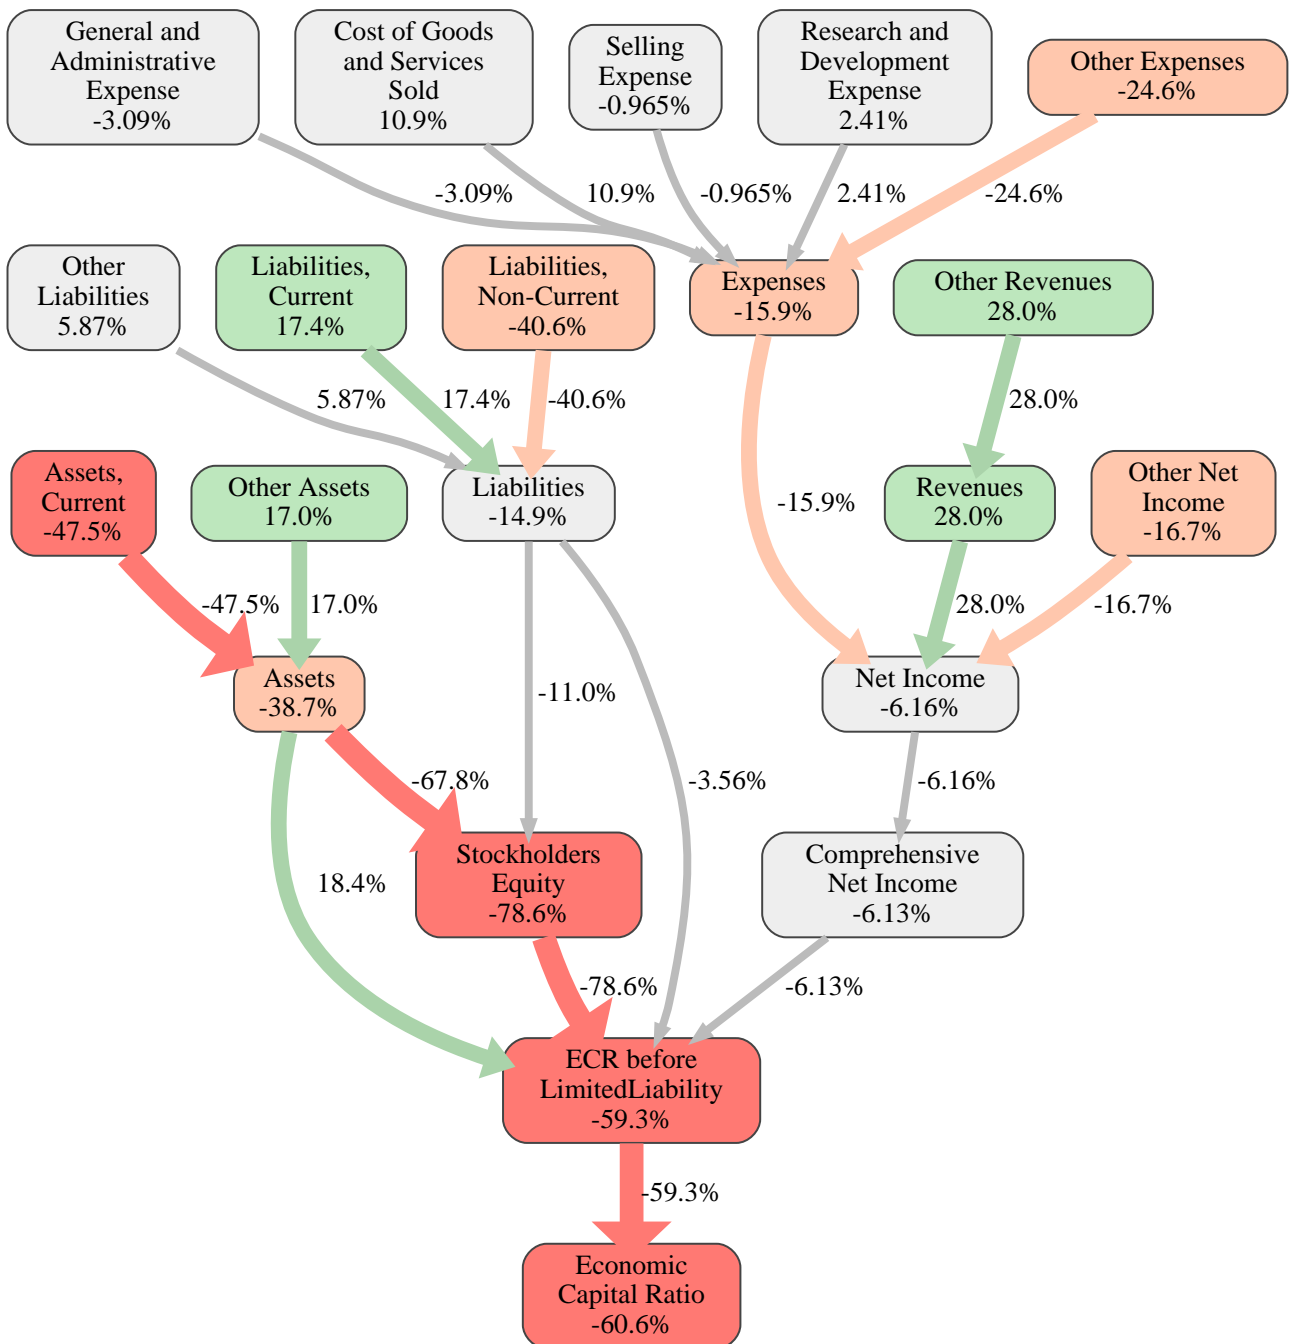 General and
Administrative
Expense
-3.09%
Cost of Goods
and Services
Sold
10.9%
Selling
Expense
-0.965%
Research and
Development
Expense
2.41%
Other Expenses
-24.6%
-3.09%
10.9%
-0.965%
2.41%
-24.6%
Other
Liabilities
5.87%
Liabilities,
Current
17.4%
Liabilities,
Non-Current
-40.6%
Expenses
-15.9%
Other Revenues
28.0%
5.87%
17.4%
-40.6%
28.0%
Assets,
Current
-47.5%
Other Assets
17.0%
Liabilities
-14.9%
-15.9%
Revenues
28.0%
Other Net
Income
-16.7%
-47.5%
17.0%
28.0%
-16.7%
Assets
-38.7%
-11.0%
Net Income
-6.16%
-67.8%
-3.56%
-6.16%
18.4%
Stockholders
Equity
-78.6%
Comprehensive
Net Income
-6.13%
-78.6%
-6.13%
ECR before
LimitedLiability
-59.3%
-59.3%
Economic
Capital Ratio
-60.6%